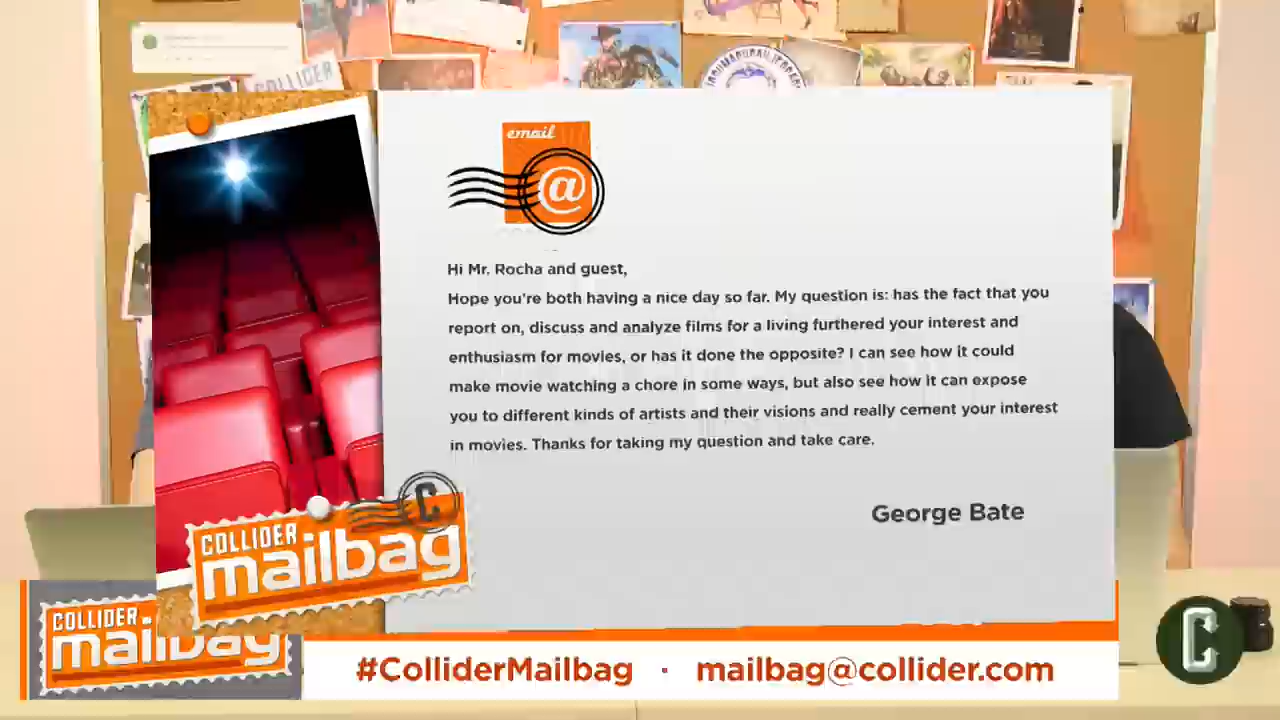 COLLIDER
email
@
Hi Mr. Rocha and guest,
Hope you're both having a nice day so far. My question is: has the fact that you
report on, discuss and analyze films for a living furthered your interest and
enthusiasm for movies, or has it done the opposite? I can see how it could
make movie watching a chore in some ways, but also see how it can expose
you to different kinds of artists and their visions and really cement your interest
in movies. Thanks for taking my question and take care.
George Bate
COLLIDER
mailbag
COLLIDER
mailbag
#ColliderMailbag · mailbag@collider.com